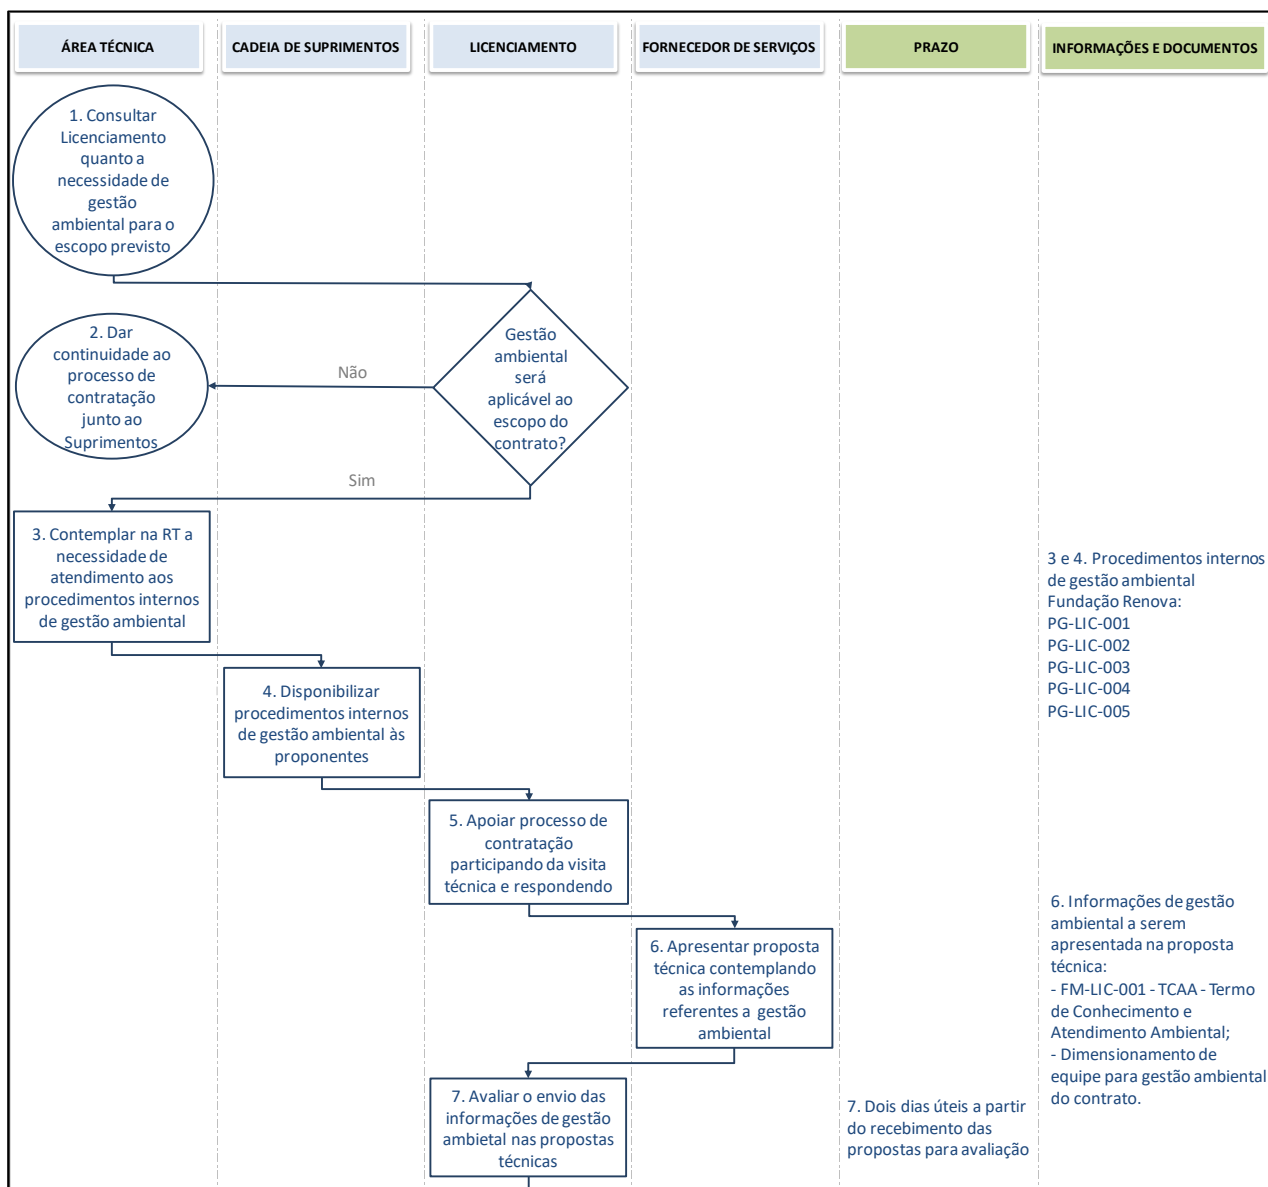 ÁREA TÉCNICA
CADEIA DE SUPRIMENTOS
LICENCIAMENTO
FORNECEDOR DE SERVIÇOS
PRAZO
INFORMAÇÕES E DOCUMENTOS
1. Consultar
Licenciamento
quanto a
necessidade de
gestão
ambiental para o
escopo previsto
Gestão
ambiental
será
aplicável ao
escopo do
contrato?
Não
2. Dar
continuidade ao
processo de
contratação
junto ao
Suprimentos
Sim
3. Contemplar na RT a
necessidade de
atendimento aos
procedimentos internos
de gestão ambiental
3 e 4. Procedimentos internos
de gestão ambiental
Fundação Renova:
PG-LIC-001
PG-LIC-002
PG-LIC-003
PG-LIC-004
PG-LIC-005
4. Disponibilizar
procedimentos internos
de gestão ambiental às
proponentes
5. Apoiar processo de
contratação
participando da visita
técnica e respondendo
6. Apresentar proposta
técnica contemplando
as informações
referentes a gestão
ambiental
6. Informações de gestão
ambiental a serem
apresentada na proposta
técnica:
- FM-LIC-001 - TCAA - Termo
de Conhecimento e
Atendimento Ambiental;
- Dimensionamento de
equipe para gestão ambiental
do contrato.
7. Avaliar o envio das
informações de gestão
ambietal nas propostas
técnicas
7. Dois dias úteis a partir
do recebimento das
propostas para avaliação